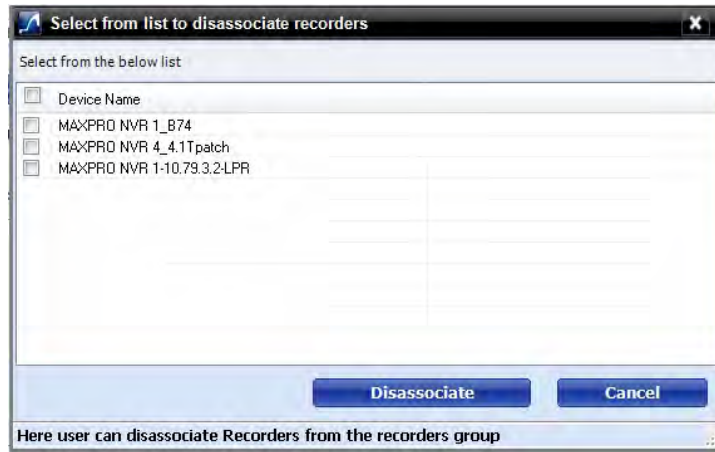 Select from list to disassociate recorders
Select from the below list
Device Name
MAXPRO NVR 1_B74
MAXPRO NVR 4_4.1Tpatch
MAXPRO NVR 1-10.79.3.2-LPR
Disassociate Cancel
Here user can disassociate Recorders from the recorders group